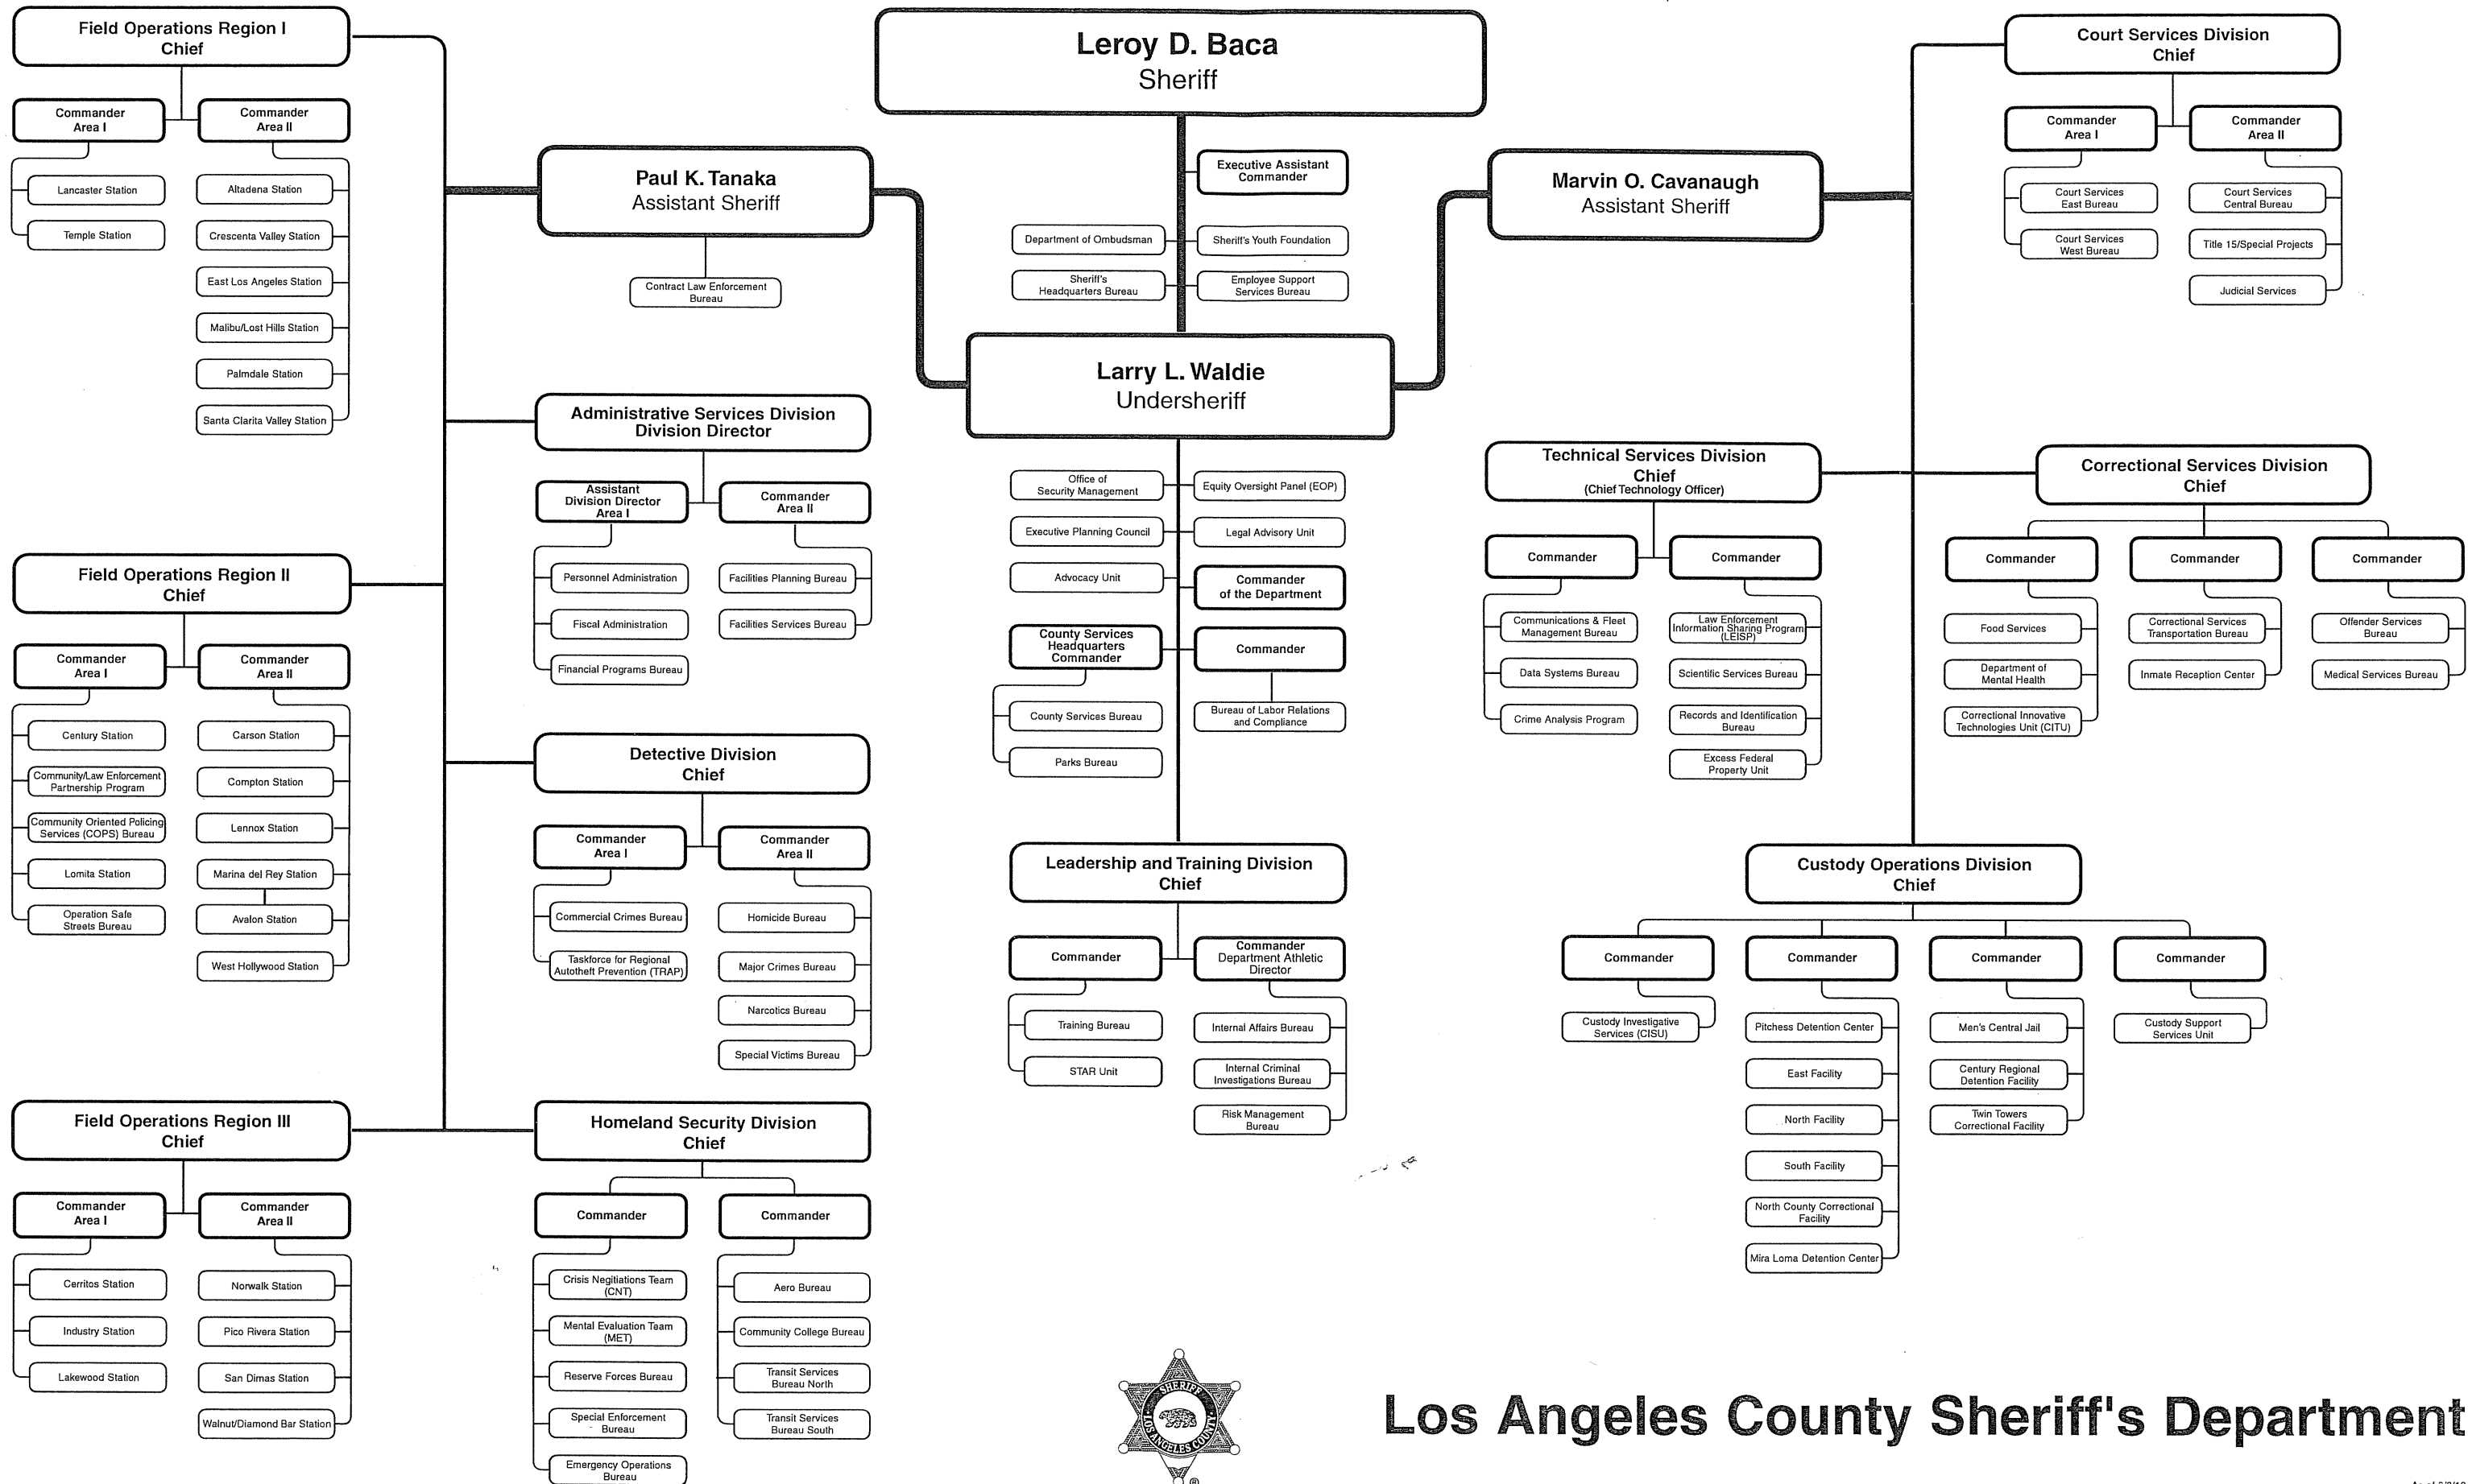 Leroy D. Baca
Sheriff
Executive Assistant
Commander
Department of Ombudsman
Sheriff's Youth Foundation
Sheriff's
Headquarters Bureau
Employee Support
Services Bureau
Larry L. Waldie
Undersheriff
Paul K. Tanaka
Assistant Sheriff
Contract Law Enforcement
Bureau
Marvin O. Cavanaugh
Assistant Sheriff
Field Operations Region I
Chief
Commander
Area I
Lancaster Station
Temple Station
Commander
Area II
Altadena Station
Crescenta Valley Station
East Los Angeles Station
Malibu/Lost Hills Station
Palmdale Station
Santa Clarita Valley Station
Field Operations Region II
Chief
Commander
Area I
Century Station
Community/Law Enforcement
Partnership Program
Community Oriented Policing
Services (COPS) Bureau
Lomita Station
Operation Safe
Streets Bureau
Commander
Area II
Carson Station
Compton Station
Lennox Station
Marina del Rey Station
Avalon Station
West Hollywood Station
Field Operations Region III
Chief
Commander
Area I
Cerritos Station
Industry Station
Lakewood Station
Commander
Area II
Norwalk Station
Pico Rivera Station
San Dimas Station
Walnut/Diamond Bar Station
Administrative Services Division
Division Director
Assistant
Division Director
Area I
Personnel Administration
Fiscal Administration
Financial Programs Bureau
Commander
Area II
Facilities Planning Bureau
Facilities Services Bureau
Detective Division
Chief
Commander
Area I
Commercial Crimes Bureau
Taskforce for Regional
Autotheft Prevention (TRAP)
Commander
Area II
Homicide Bureau
Major Crimes Bureau
Narcotics Bureau
Special Victims Bureau
Homeland Security Division
Chief
Commander
Crisis Negitiations Team
(CNT)
Mental Evaluation Team
(MET)
Reserve Forces Bureau
Special Enforcement
Bureau
Emergency Operations
Bureau
Commander
Aero Bureau
Community College Bureau
Transit Services
Bureau North
Transit Services
Bureau South
Office of
Security Management
Equity Oversight Panel (EOP)
Executive Planning Council
Legal Advisory Unit
Advocacy Unit
Commander
of the Department
County Services
Headquarters
Commander
County Services Bureau
Parks Bureau
Commander
Bureau of Labor Relations
and Compliance
Leadership and Training Division
Chief
Commander
Training Bureau
STAR Unit
Commander
Department Athletic
Director
Internal Affairs Bureau
Internal Criminal
Investigations Bureau
Risk Management
Bureau
Court Services Division
Chief
Commander
Area I
Court Services
East Bureau
Court Services
West Bureau
Commander
Area II
Court Services
Central Bureau
Title 15/Special Projects
Judicial Services
Technical Services Division
Chief
(Chief Technology Officer)
Commander
Communications & Fleet
Management Bureau
Data Systems Bureau
Crime Analysis Program
Commander
Law Enforcement
Information Sharing Program
(LEISP)
Scientific Services Bureau
Records and Identification
Bureau
Excess Federal
Property Unit
Correctional Services Division
Chief
Commander
Food Services
Department of
Mental Health
Correctional Innovative
Technologies Unit (CITU)
Commander
Correctional Services
Transportation Bureau
Inmate Reception Center
Commander
Offender Services
Bureau
Medical Services Bureau
Custody Operations Division
Chief
Commander
Custody Investigative
Services (CISU)
Commander
Pitchess Detention Center
East Facility
North Facility
South Facility
North County Correctional
Facility
Mira Loma Detention Center
Commander
Men's Central Jail
Century Regional
Detention Facility
Twin Towers
Correctional Facility
Commander
Custody Support
Services Unit
SHERIFF
LOS ANGELES COUNTY
®
Los Angeles County Sheriff's Department